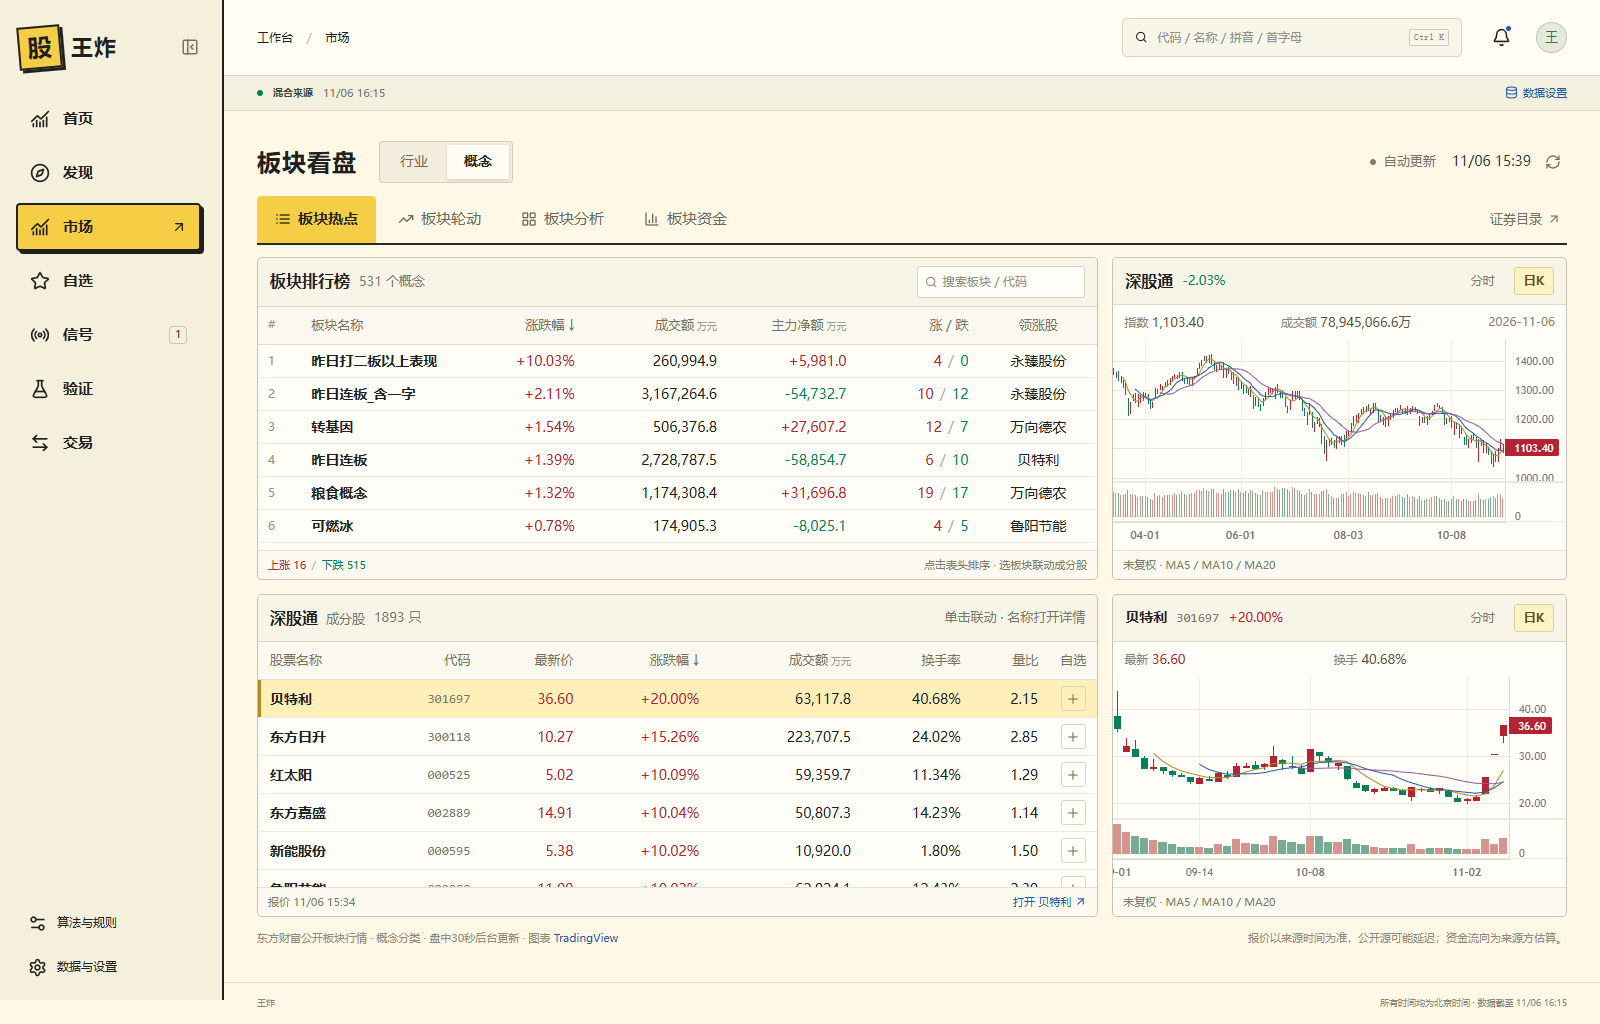 股 王炸
首页
发现
市场
自选
信号 1
验证
交易
算法与规则
数据与设置
工作台 / 市场
代码 / 名称 / 拼音 / 首字母 Ctrl K
王
混合来源 11/06 16:15
数据设置
板块看盘 行业 概念
自动更新 11/06 15:39
板块热点 板块轮动 板块分析 板块资金
证券目录
板块排行榜 531 个概念 搜索板块 / 代码
# 板块名称 涨跌幅↓ 成交额 万元 主力净额 万元 涨 / 跌 领涨股
1 昨日打二板以上表现 +10.03% 260,994.9 +5,981.0 4 / 0 永臻股份
2 昨日连板_含一字 +2.11% 3,167,264.6 -54,732.7 10 / 12 永臻股份
3 转基因 +1.54% 506,376.8 +27,607.2 12 / 7 万向德农
4 昨日连板 +1.39% 2,728,787.5 -58,854.7 6 / 10 贝特利
5 粮食概念 +1.32% 1,174,308.4 +31,696.8 19 / 17 万向德农
6 可燃冰 +0.78% 174,905.3 -8,025.1 4 / 5 鲁阳节能
上涨 16 / 下跌 515 点击表头排序 · 选板块联动成分股
深股通 -2.03% 分时 日K
指数 1,103.40 成交额 78,945,066.6万 2026-11-06
1400.00
1300.00
1200.00
1103.40
1000.00
0
04-01 06-01 08-03 10-08
未复权 · MA5 / MA10 / MA20
深股通 成分股 1893 只 单击联动 · 名称打开详情
股票名称 代码 最新价 涨跌幅↓ 成交额 万元 换手率 量比 自选
贝特利 301697 36.60 +20.00% 63,117.8 40.68% 2.15 +
东方日升 300118 10.27 +15.26% 223,707.5 24.02% 2.85 +
红太阳 000525 5.02 +10.09% 59,359.7 11.34% 1.29 +
东方嘉盛 002889 14.91 +10.04% 50,807.3 14.23% 1.14 +
新能股份 000595 5.38 +10.02% 10,920.0 1.80% 1.50 +
报价 11/06 15:34 打开 贝特利
贝特利 301697 +20.00% 分时 日K
最新 36.60 换手 40.68%
40.00
36.60
30.00
20.00
0
-01 09-14 10-08 11-02
未复权 · MA5 / MA10 / MA20
东方财富公开板块行情 · 概念分类 · 盘中30秒后台更新 · 图表 TradingView
报价以来源时间为准，公开源可能延迟；资金流向为来源方估算。
王炸
所有时间均为北京时间 · 数据截至 11/06 16:15